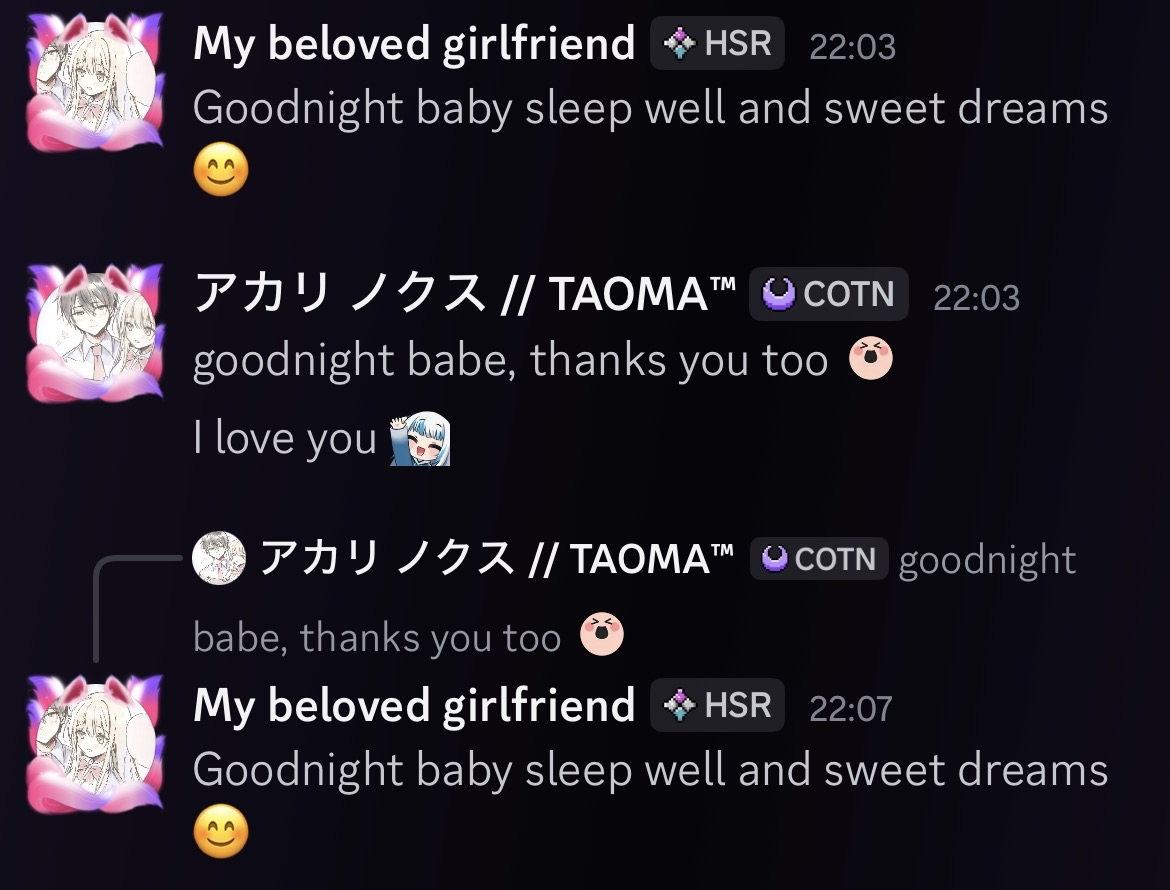 My beloved girlfriend HSR 22:03
Goodnight baby sleep well and sweet dreams
😊
アカリ ノクス // TAOMA™ COTN 22:03
goodnight babe, thanks you too
I love you
アカリ ノクス // TAOMA™ COTN goodnight
babe, thanks you too
My beloved girlfriend HSR 22:07
Goodnight baby sleep well and sweet dreams
😊